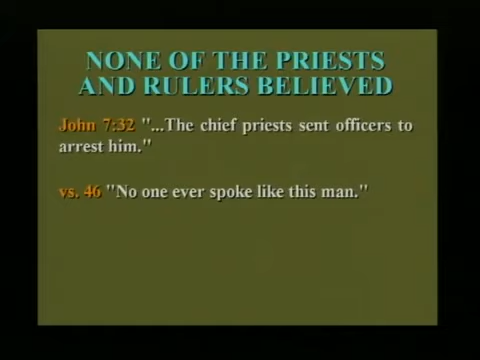 NONE OF THE PRIESTS
AND RULERS BELIEVED
John 7:32 "...The chief priests sent officers to
arrest him."
vs. 46 "No one ever spoke like this man."